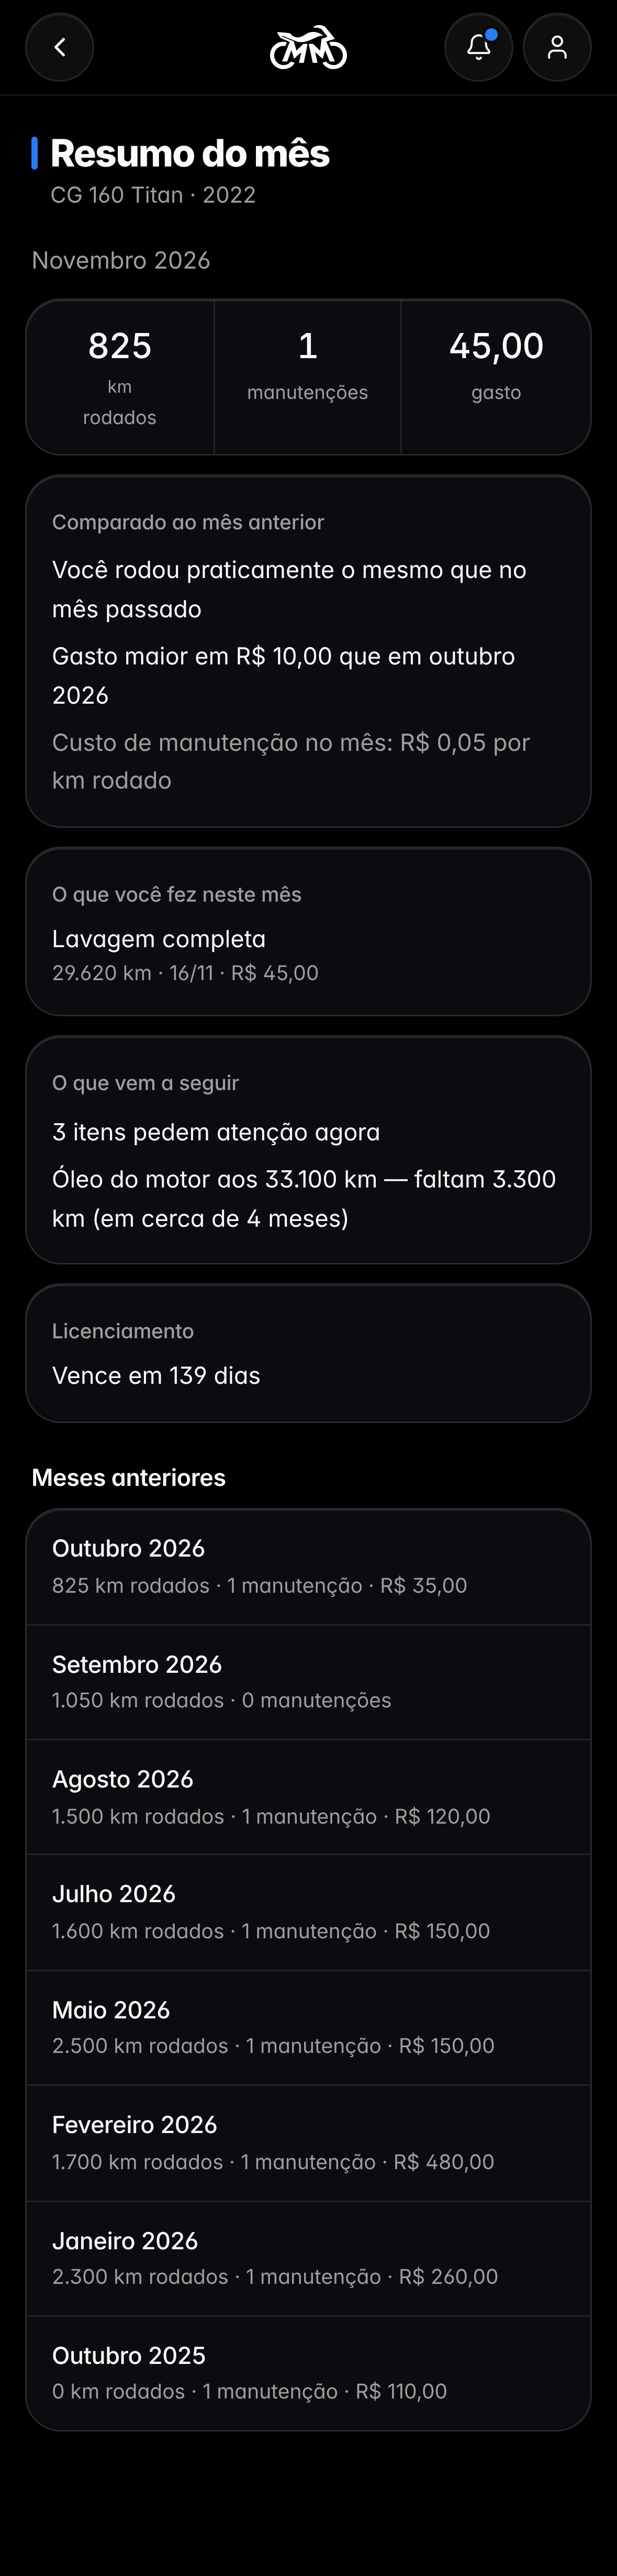 MM
Resumo do mês
CG 160 Titan · 2022
Novembro 2026
825
km
rodados
1
manutenções
45,00
gasto
Comparado ao mês anterior
Você rodou praticamente o mesmo que no
mês passado
Gasto maior em R$ 10,00 que em outubro
2026
Custo de manutenção no mês: R$ 0,05 por
km rodado
O que você fez neste mês
Lavagem completa
29.620 km · 16/11 · R$ 45,00
O que vem a seguir
3 itens pedem atenção agora
Óleo do motor aos 33.100 km — faltam 3.300
km (em cerca de 4 meses)
Licenciamento
Vence em 139 dias
Meses anteriores
Outubro 2026
825 km rodados · 1 manutenção · R$ 35,00
Setembro 2026
1.050 km rodados · 0 manutenções
Agosto 2026
1.500 km rodados · 1 manutenção · R$ 120,00
Julho 2026
1.600 km rodados · 1 manutenção · R$ 150,00
Maio 2026
2.500 km rodados · 1 manutenção · R$ 150,00
Fevereiro 2026
1.700 km rodados · 1 manutenção · R$ 480,00
Janeiro 2026
2.300 km rodados · 1 manutenção · R$ 260,00
Outubro 2025
0 km rodados · 1 manutenção · R$ 110,00